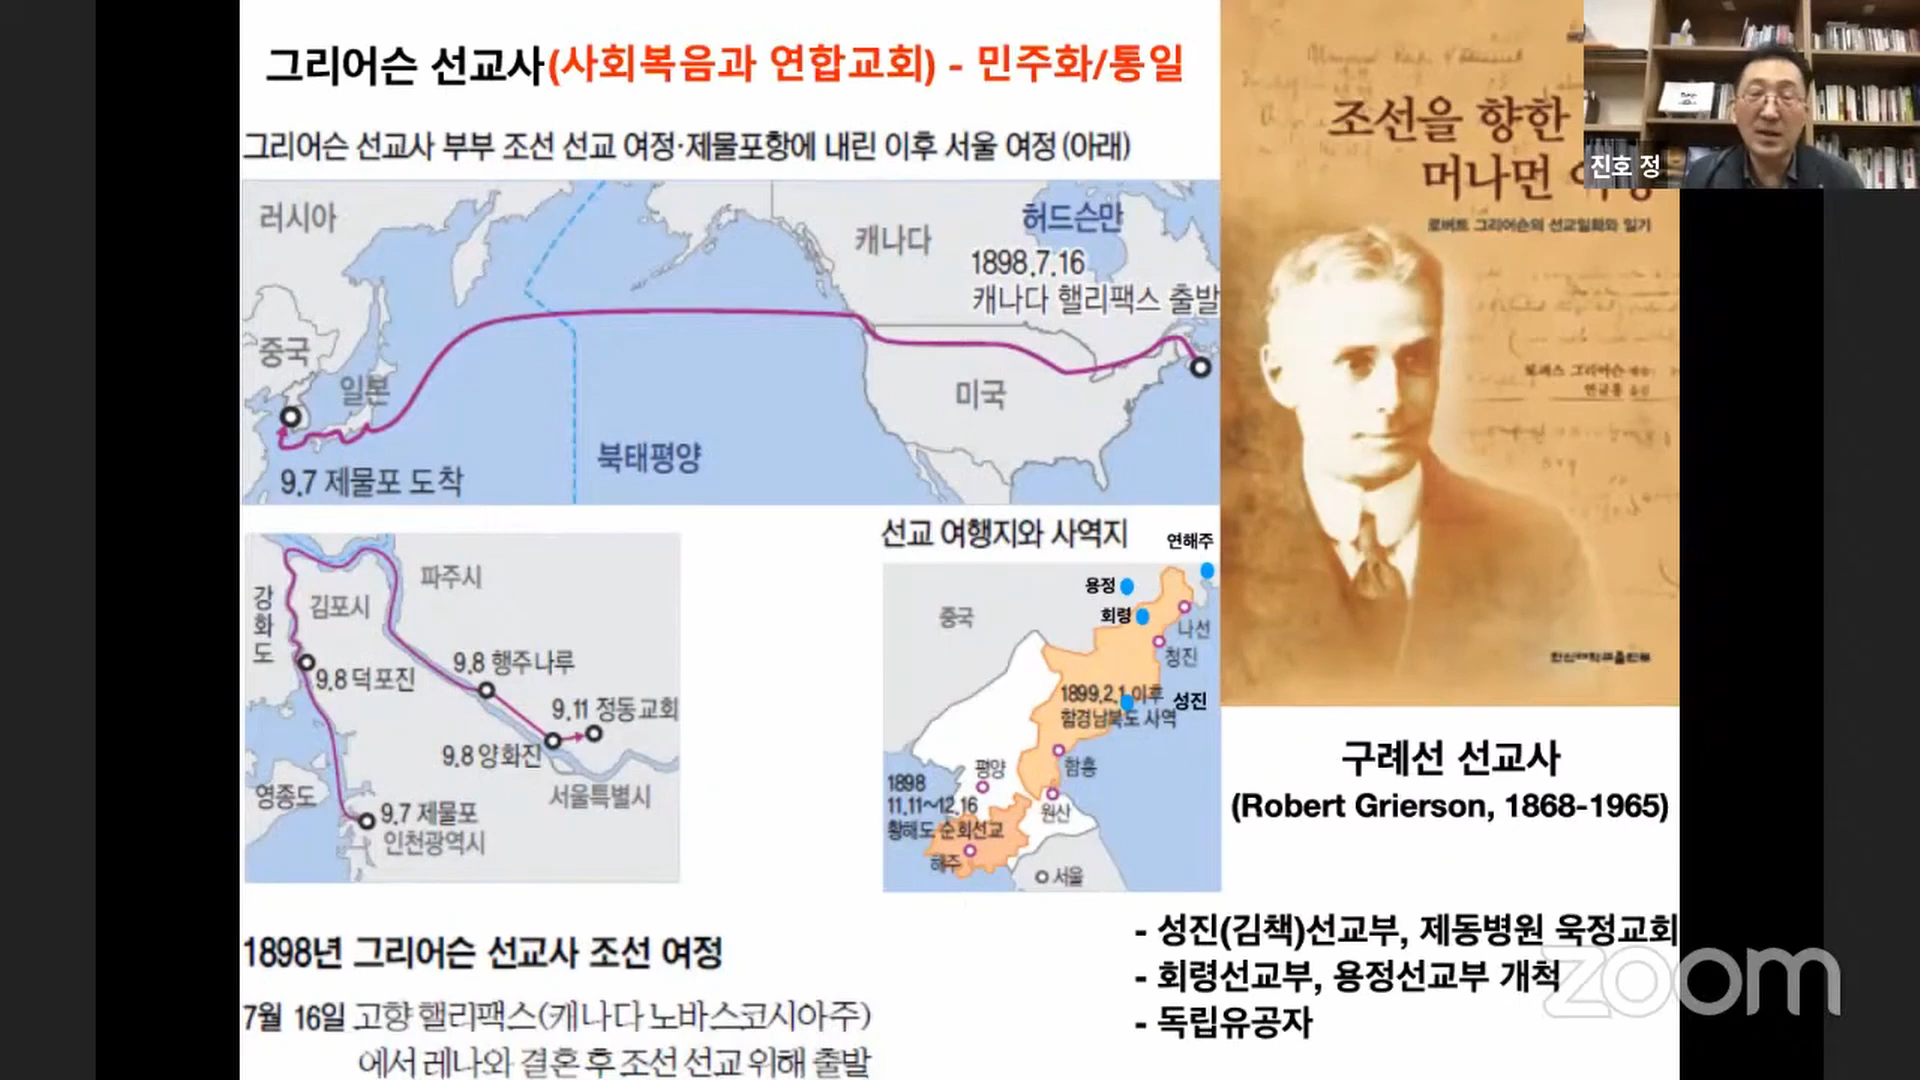 그리어슨 선교사(사회복음과 연합교회) - 민주화/통일
그리어슨 선교사 부부 조선 선교 여정·제물포항에 내린 이후 서울 여정 (아래)
러시아
캐나다
허드슨만
1898.7.16
캐나다 핼리팩스 출발
중국
일본
미국
북태평양
9.7 제물포 도착
강화도
김포시
파주시
9.8 덕포진
9.8 행주나루
9.11 정동교회
9.8 양화진
영종도
서울특별시
9.7 제물포
인천광역시
선교 여행지와 사역지
연해주
용정
중국
회령
나선
청진
1899.2.1 이후
성진
함경남북도 사역
함흥
평양
1898
11.11~12.16
원산
황해도 순회선교
해주
서울
조선을 향한
머나먼
로버트 그리어슨의 선교일화와 일기
한신대학교출판부
진호 정
구례선 선교사
(Robert Grierson, 1868-1965)
- 성진(김책)선교부, 제동병원 욱정교회
- 회령선교부, 용정선교부 개척
- 독립유공자
1898년 그리어슨 선교사 조선 여정
7월 16일 고향 핼리팩스(캐나다 노바스코시아주)
에서 레나와 결혼 후 조선 선교 위해 출발
zoom